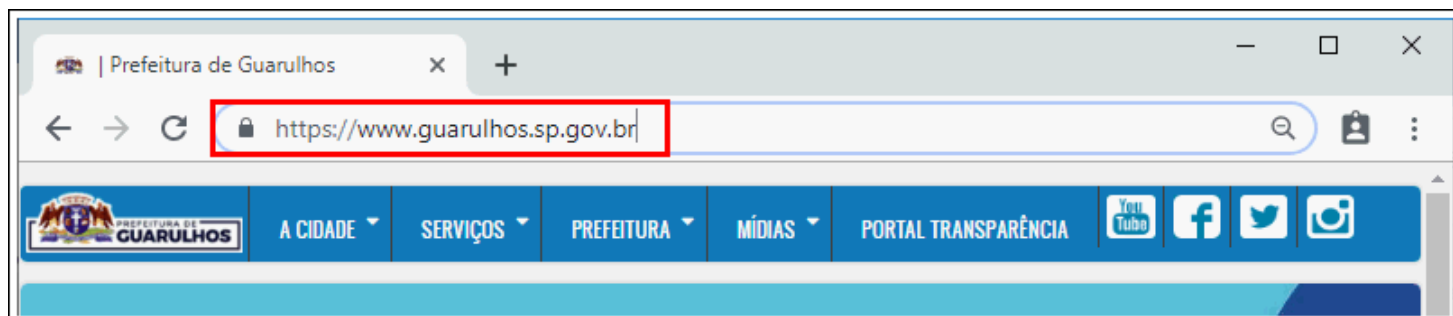 | Prefeitura de Guarulhos
https://www.guarulhos.sp.gov.br
PREFEITURA DE
GUARULHOS
A CIDADE
SERVIÇOS
PREFEITURA
MÍDIAS
PORTAL TRANSPARÊNCIA
You
Tube